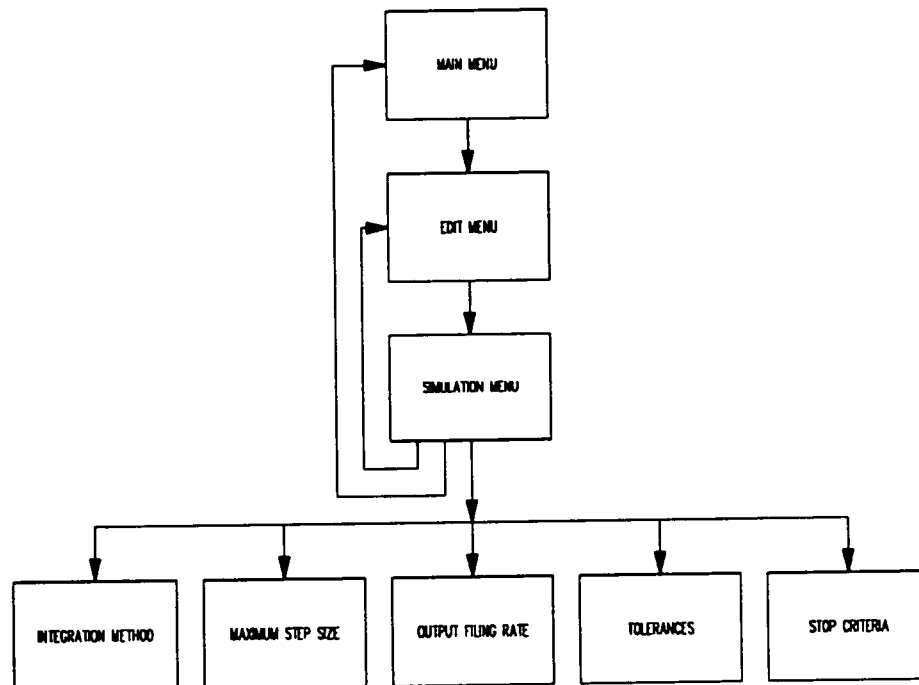 MAIN MENU
EDIT MENU
SIMULATION MENU
INTEGRATION METHOD
MAXIMUM STEP SIZE
OUTPUT FILING RATE
TOLERANCES
STOP CRITERIA